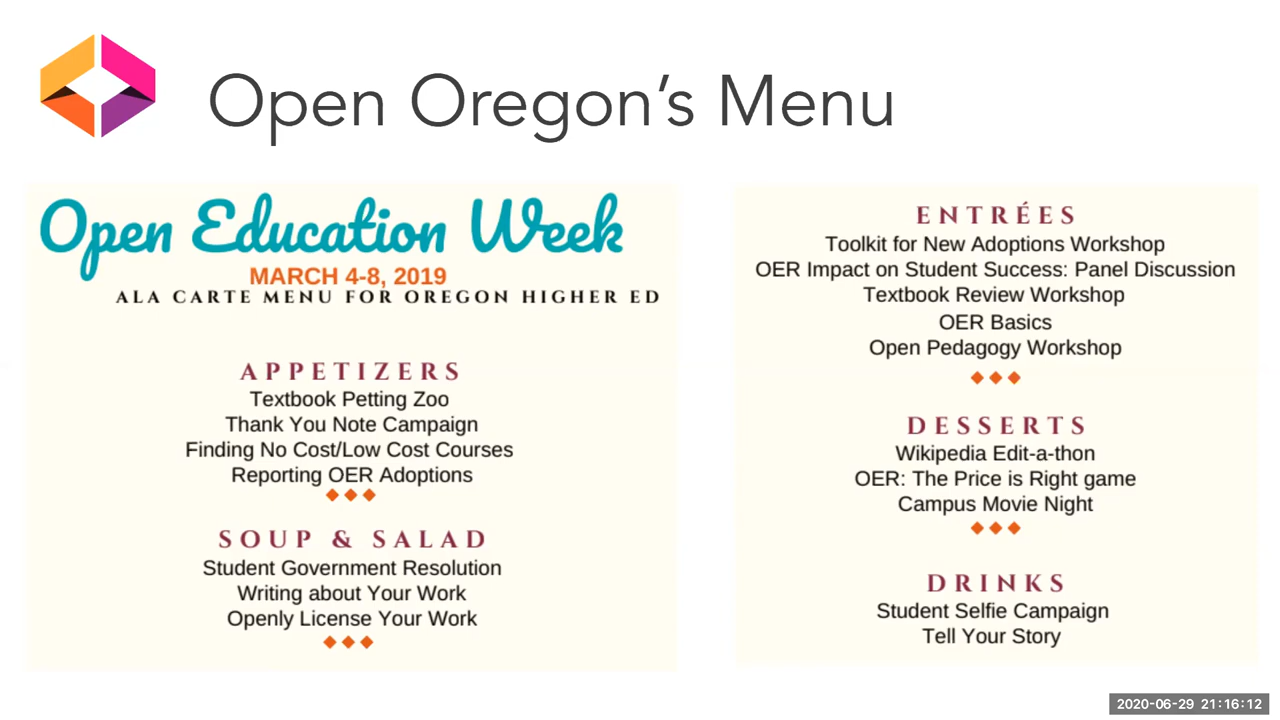 Open Oregon’s Menu
Open Education Week
MARCH 4-8, 2019
ALA CARTE MENU FOR OREGON HIGHER ED
APPETIZERS
Textbook Petting Zoo
Thank You Note Campaign
Finding No Cost/Low Cost Courses
Reporting OER Adoptions
SOUP & SALAD
Student Government Resolution
Writing about Your Work
Openly License Your Work
ENTRÉES
Toolkit for New Adoptions Workshop
OER Impact on Student Success: Panel Discussion
Textbook Review Workshop
OER Basics
Open Pedagogy Workshop
DESSERTS
Wikipedia Edit-a-thon
OER: The Price is Right game
Campus Movie Night
DRINKS
Student Selfie Campaign
Tell Your Story
2020-06-29 21:16:12